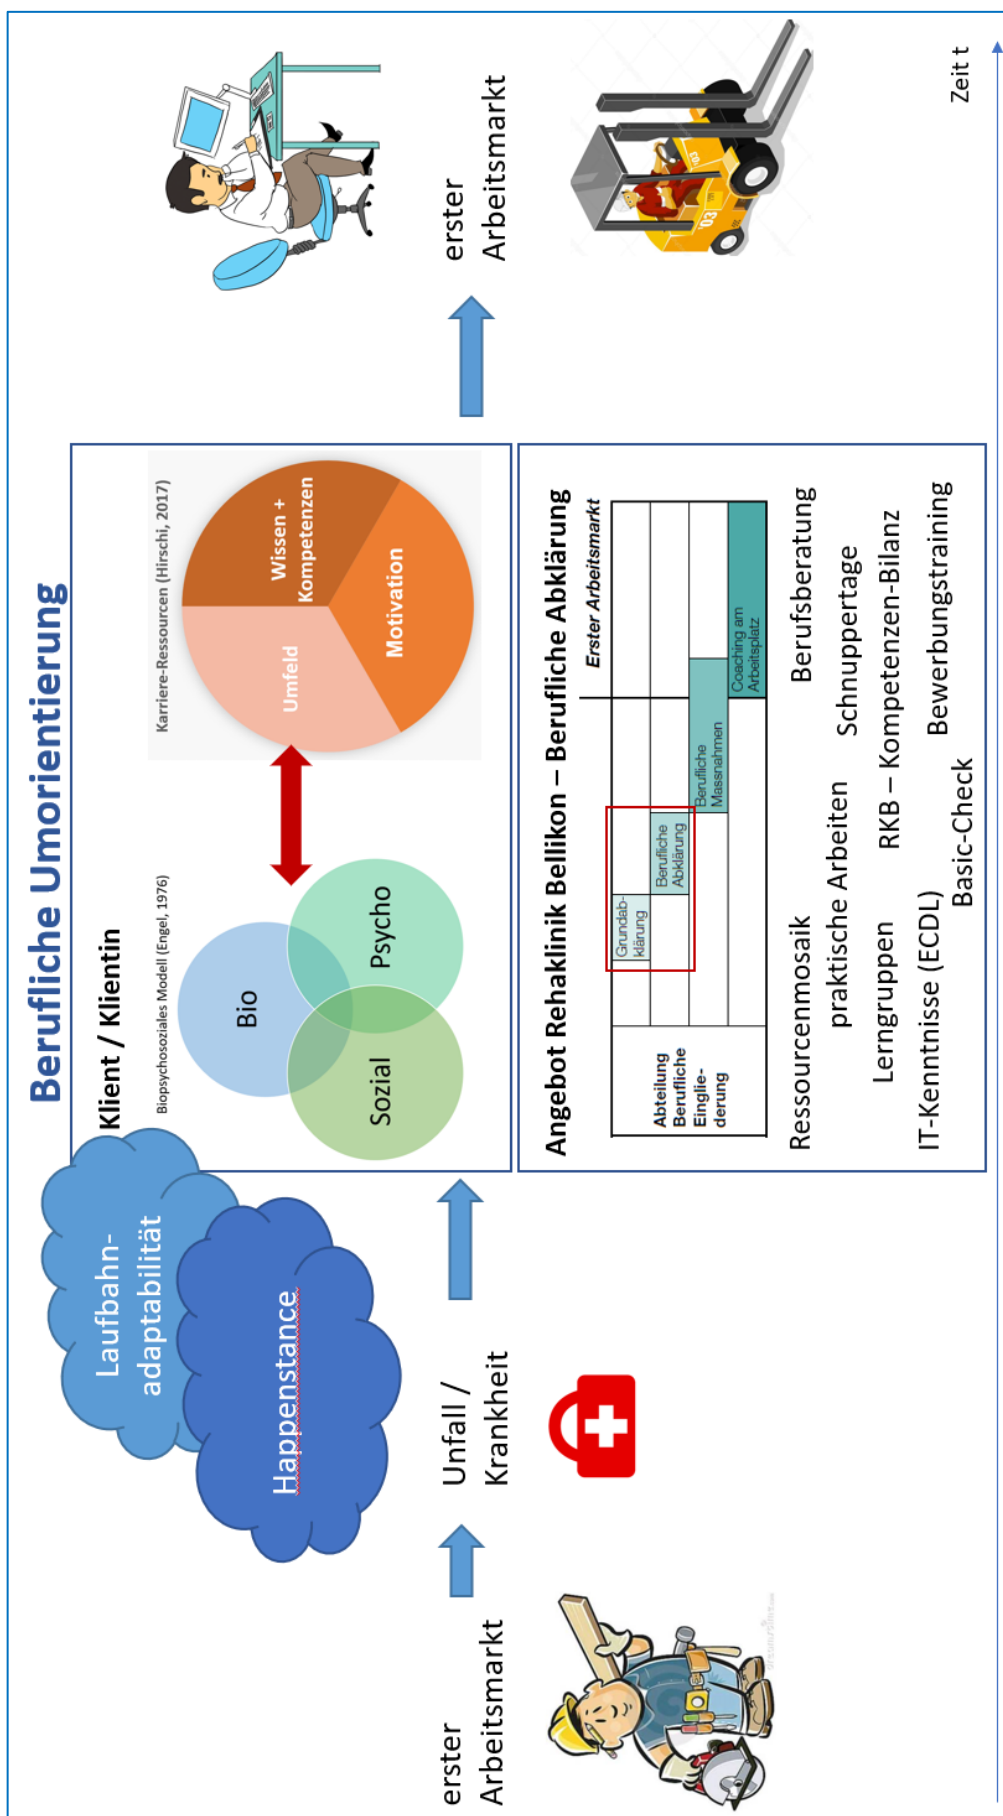 Berufliche Umorientierung
Laufbahn-
adaptabilität
Happenstance
erster
Arbeitsmarkt
Unfall /
Krankheit
Klient / Klientin
Biopsychosoziales Modell (Engel, 1976)
Bio
Sozial
Psycho
Karriere-Ressourcen (Hirschi, 2017)
Umfeld
Wissen +
Kompetenzen
Motivation
Angebot Rehaklinik Bellikon – Berufliche Abklärung
Erster Arbeitsmarkt
Abteilung
Berufliche
Einglie-
derung
Grundab-
klärung
Berufliche
Abklärung
Berufliche
Massnahmen
Coaching am
Arbeitsplatz
Ressourcenmosaik
Berufsberatung
praktische Arbeiten
Schnuppertage
Lerngruppen
RKB – Kompetenzen-Bilanz
IT-Kenntnisse (ECDL)
Bewerbungstraining
Basic-Check
erster
Arbeitsmarkt
03
Zeit t